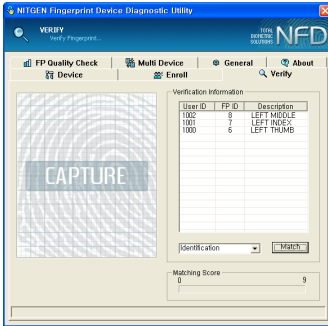 NITGEN Fingerprint Device Diagnostic Utility
VERIFY
Verify Fingerprint...
TOTAL
BIOMETRIC
SOLUTIONS
NFD
FP Quality Check
Multi Device
General
About
Device
Enroll
Verify
Verification Information
User ID FP ID Description
1002 8 LEFT MIDDLE
1001 7 LEFT INDEX
1000 6 LEFT THUMB
CAPTURE
Identification
Match
Matching Score
0 9